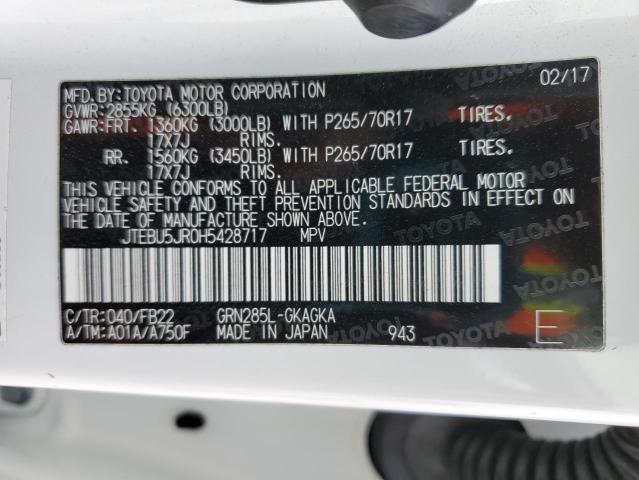 MFD.BY:TOYOTA MOTOR CORPORATION 02/17
GVWR:2855KG (6300LB)
GAWR:FRT. 1360KG (3000LB) WITH P265/70R17 TIRES.
17X7J RIMS.
RR. 1560KG (3450LB) WITH P265/70R17 TIRES.
17X7J RIMS.
THIS VEHICLE CONFORMS TO ALL APPLICABLE FEDERAL MOTOR
VEHICLE SAFETY AND THEFT PREVENTION STANDARDS IN EFFECT ON
THE DATE OF MANUFACTURE SHOWN ABOVE.
JTEBU5JR0H5428717 MPV
C/TR:040/FB22 GRN285L-GKAGKA
A/TM:A01A/A750F MADE IN JAPAN 943 E